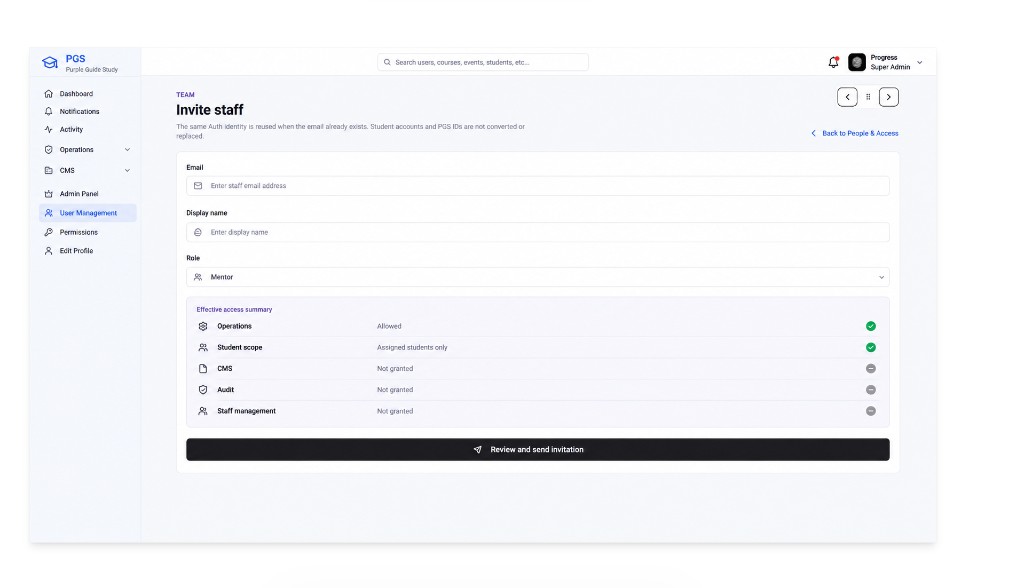 PGS
Purple Guide Study
Search users, courses, events, students, etc...
Progress
Super Admin
Dashboard
Notifications
Activity
Operations
CMS
Admin Panel
User Management
Permissions
Edit Profile
TEAM
Invite staff
The same Auth identity is reused when the email already exists. Student accounts and PGS IDs are not converted or
replaced.
Back to People & Access
Email
Enter staff email address
Display name
Enter display name
Role
Mentor
Effective access summary
Operations Allowed
Student scope Assigned students only
CMS Not granted
Audit Not granted
Staff management Not granted
Review and send invitation